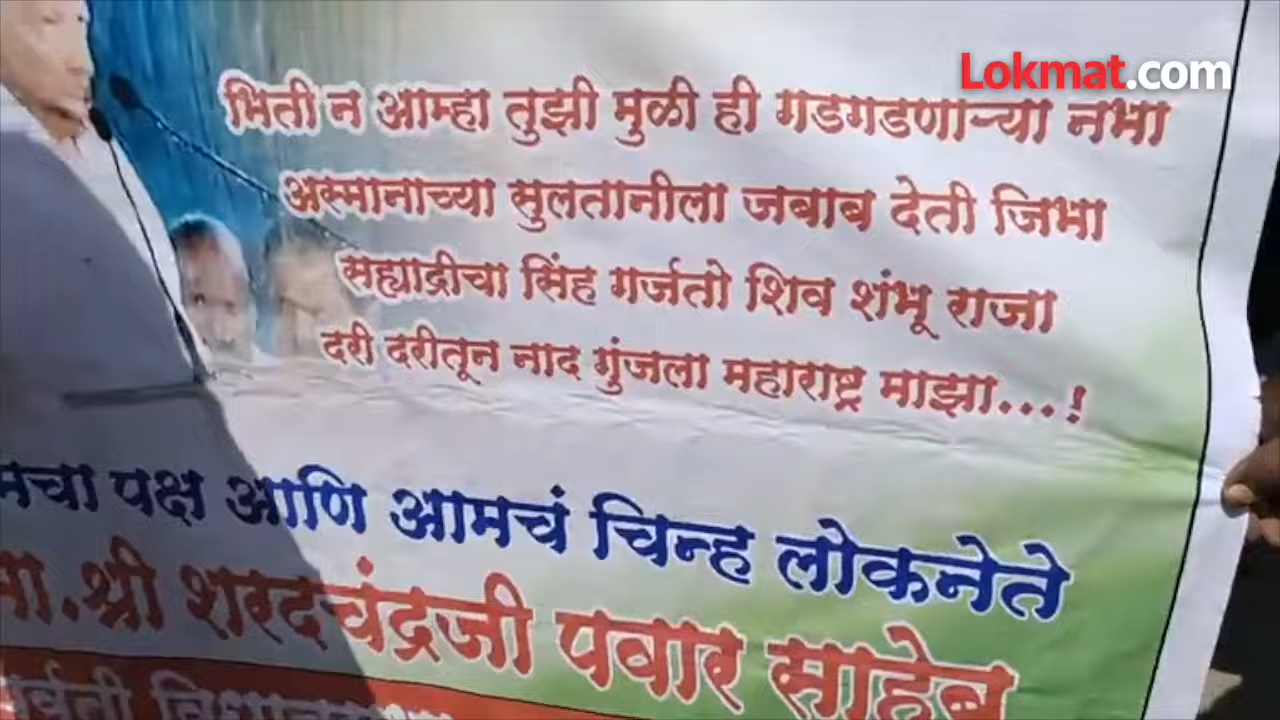 Lokmat.com
भिती न आम्हा तुझी मुळी ही गडगडणाऱ्या नभा
अस्मानाच्या सुलतानीला जबाब देती जिभा
सह्याद्रीचा सिंह गर्जतो शिव शंभू राजा
दरी दरीतून नाद गुंजला महाराष्ट्र माझा...!
पक्ष आणि आमचं चिन्ह लोकनेते
मा.श्री शरदचंद्रजी पवार साहेब